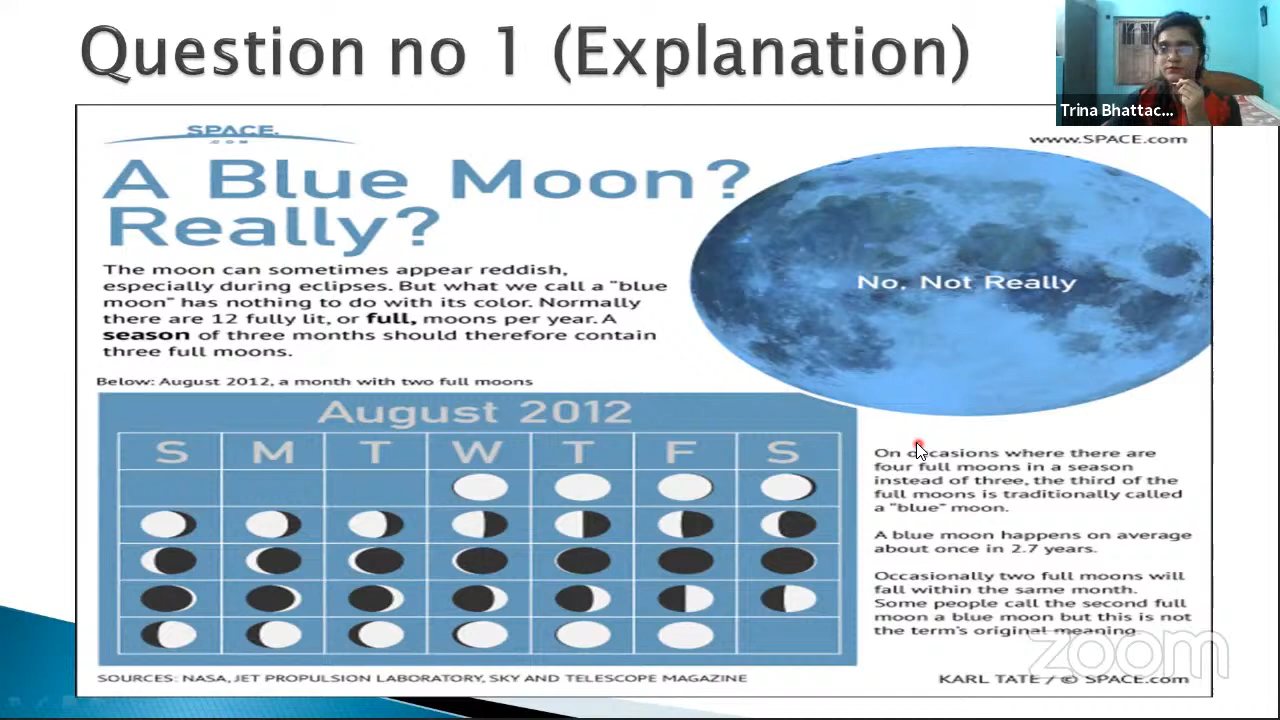 Question no 1 (Explanation)
Trina Bhattac...
SPACE.
.COM
www.SPACE.com
A Blue Moon?
Really?
No, Not Really
The moon can sometimes appear reddish,
especially during eclipses. But what we call a "blue
moon" has nothing to do with its color. Normally
there are 12 fully lit, or full, moons per year. A
season of three months should therefore contain
three full moons.
Below: August 2012, a month with two full moons
August 2012
S M T W T F S
On occasions where there are
four full moons in a season
instead of three, the third of the
full moons is traditionally called
a "blue" moon.
A blue moon happens on average
about once in 2.7 years.
Occasionally two full moons will
fall within the same month.
Some people call the second full
moon a blue moon but this is not
the term's original meaning
zoom
SOURCES: NASA, JET PROPULSION LABORATORY, SKY AND TELESCOPE MAGAZINE
KARL TATE / © SPACE.com